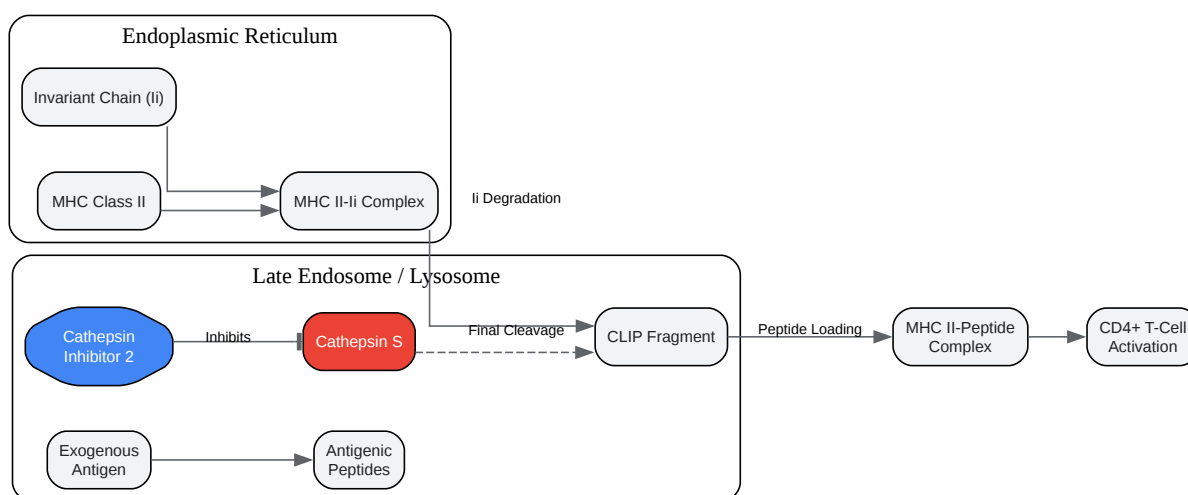 Endoplasmic Reticulum
Invariant Chain (Ii)
MHC Class II
MHC II-Ii Complex
Ii Degradation
Late Endosome / Lysosome
Cathepsin
Inhibitor 2
Inhibits
Cathepsin S
Final Cleavage
CLIP Fragment
Peptide Loading
MHC II-Peptide
Complex
CD4+ T-Cell
Activation
Exogenous
Antigen
Antigenic
Peptides